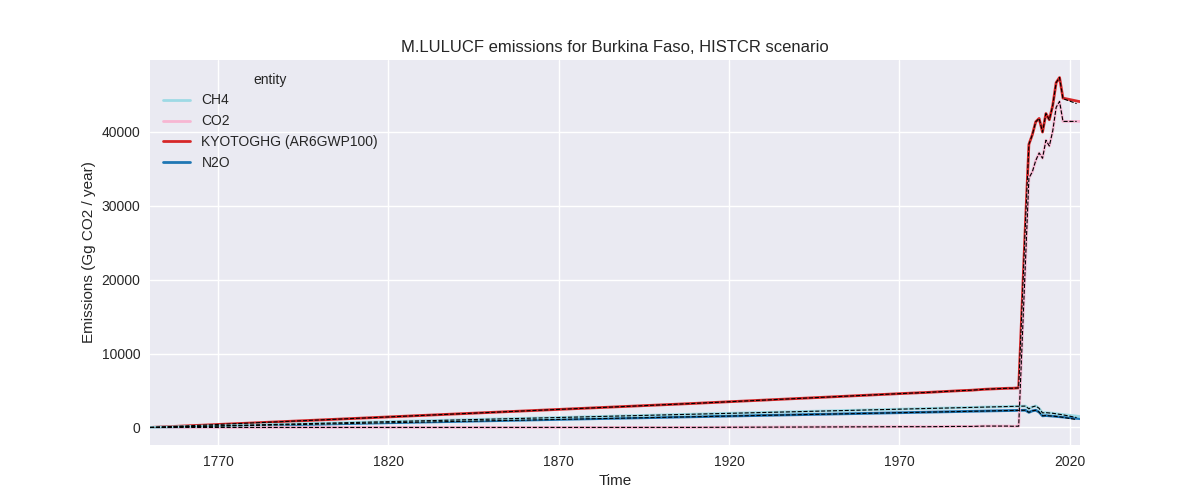 M.LULUCF emissions for Burkina Faso, HISTCR scenario
entity
CH4
CO2
KYOTOGHG (AR6GWP100)
N2O
Emissions (Gg CO2 / year)
40000
30000
20000
10000
0
1770
1820
1870
1920
1970
2020
Time